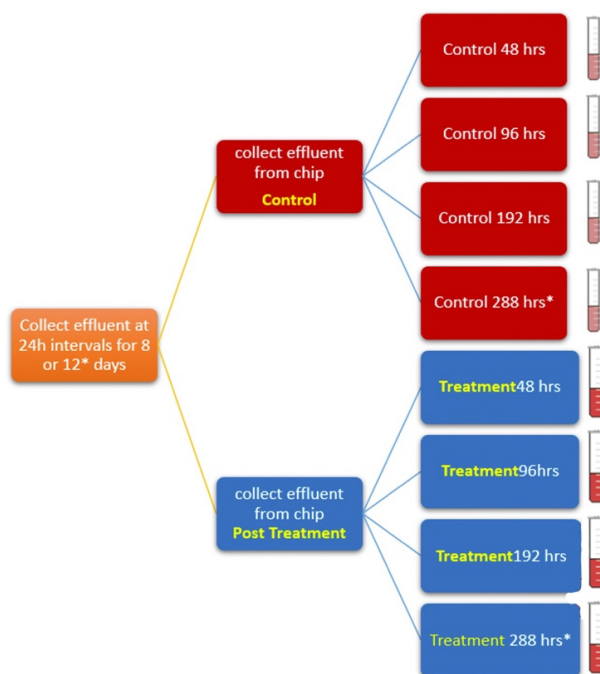 Control 48 hrs
Control 96 hrs
collect effluent
from chip
Control
Control 192 hrs
Control 288 hrs*
Collect effluent at
24h intervals for 8
or 12* days
Treatment48 hrs
Treatment96hrs
collect effluent
from chip
Post Treatment
Treatment192 hrs
Treatment 288 hrs*